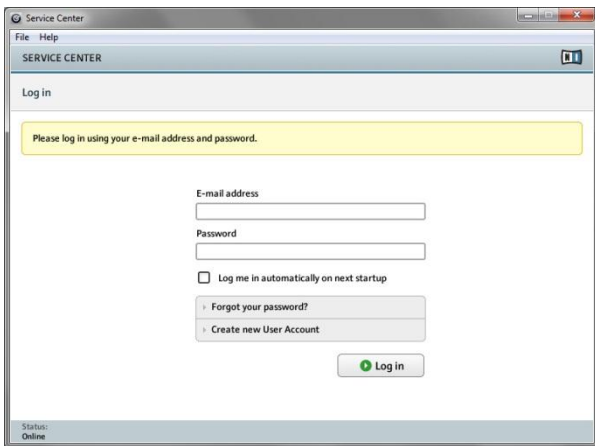 Service Center
File Help
SERVICE CENTER
NI
Log in
Please log in using your e-mail address and password.
E-mail address
Password
Log me in automatically on next startup
Forgot your password?
Create new User Account
Log in
Status:
Online